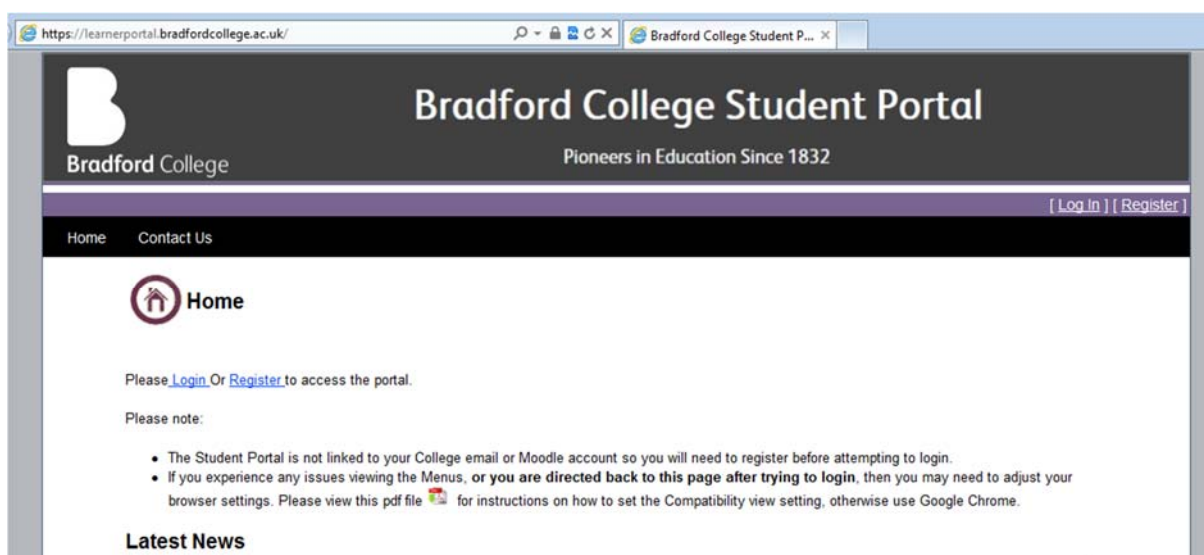 https://learnerportal.bradfordcollege.ac.uk/
Bradford College Student P...
B
Bradford College Student Portal
Pioneers in Education Since 1832
Bradford College
[ Log In ] [ Register ]
Home Contact Us
Home
Please Login Or Register to access the portal.
Please note:
• The Student Portal is not linked to your College email or Moodle account so you will need to register before attempting to login.
• If you experience any issues viewing the Menus, or you are directed back to this page after trying to login, then you may need to adjust your
browser settings. Please view this pdf file for instructions on how to set the Compatibility view setting, otherwise use Google Chrome.
Latest News